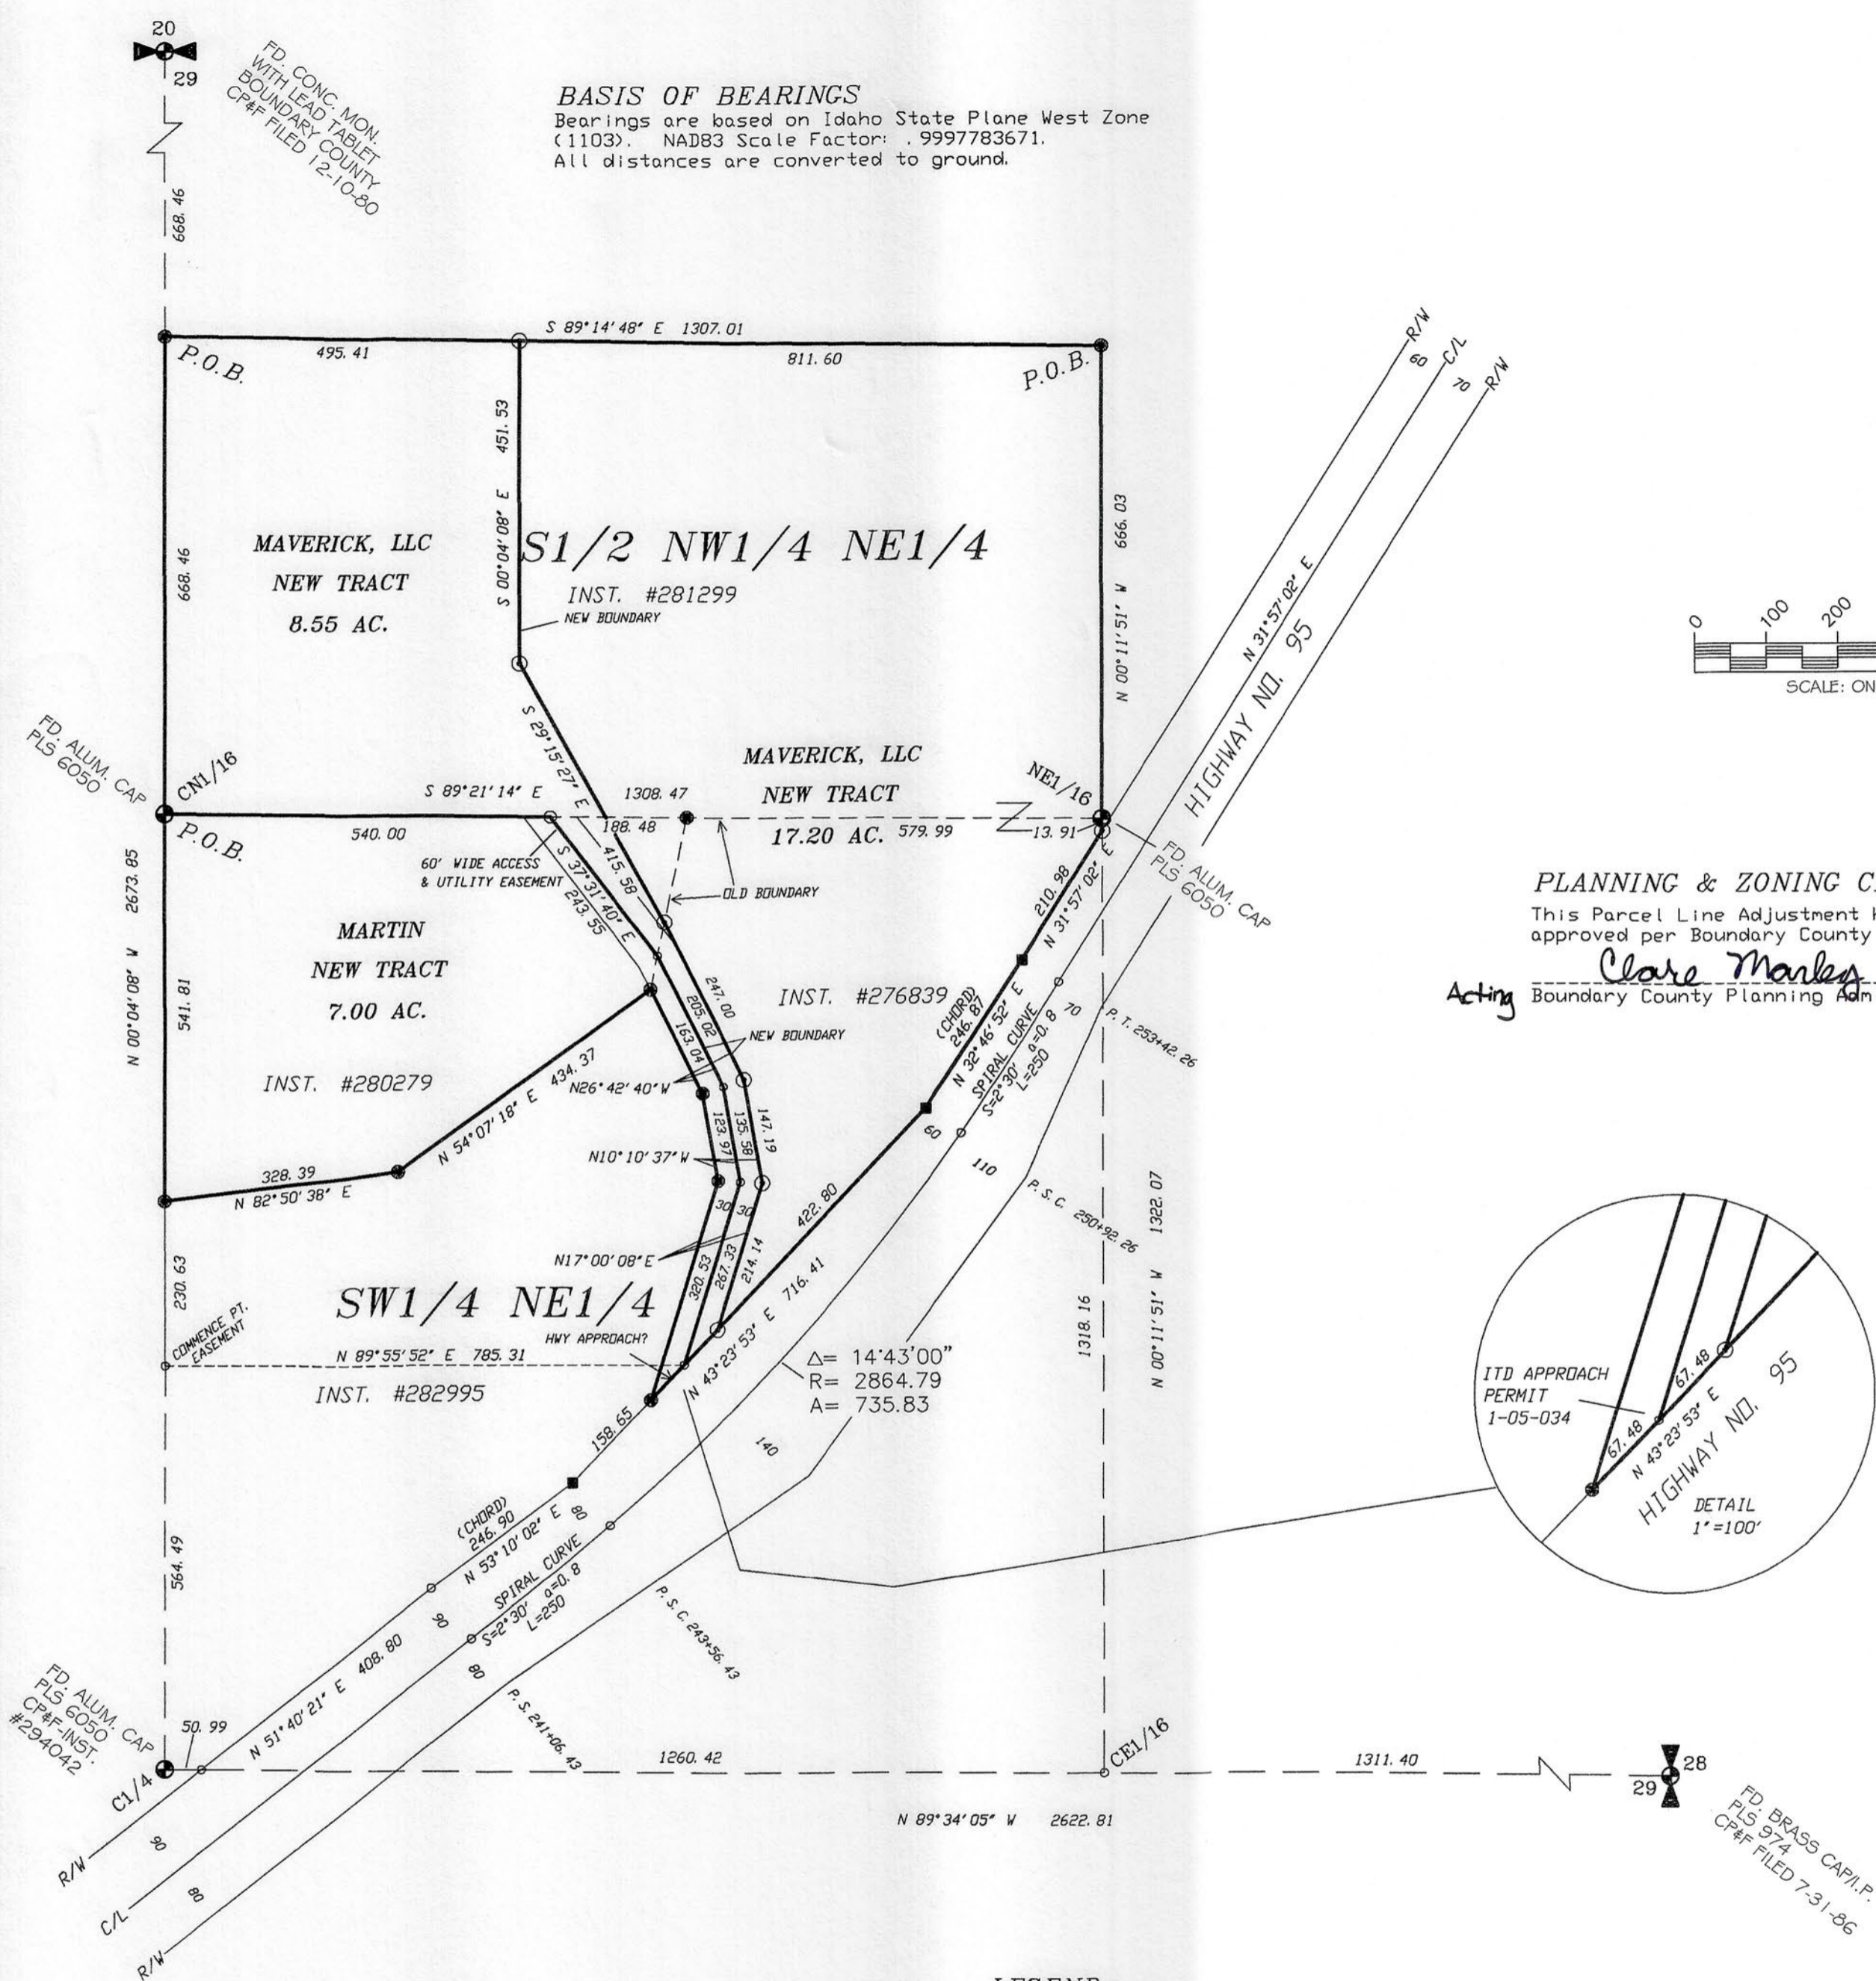 20
29
FD. CONC. MON.
WITH LEAD TABLET
BOUNDARY COUNTY
CP&F FILED 12-10-80
BASIS OF BEARINGS
Bearings are based on Idaho State Plane West Zone
(1103). NAD83 Scale Factor: .9997783671.
All distances are converted to ground.
668.46
S 89°14'48" E 1307.01
495.41
811.60
P.O.B.
P.O.B.
R/W
60
C/L
70
R/W
668.46
S 00°04'08" E 451.53
MAVERICK, LLC
NEW TRACT
8.55 AC.
S1/2 NW1/4 NE1/4
INST. #281299
NEW BOUNDARY
666.03
N 00°11'51" W
N 31°57'02" E
HIGHWAY NO. 95
0 100 200
SCALE: ON
FD. ALUM. CAP
PLS 6050
CN1/16
S 29°15'27" E
415.58
MAVERICK, LLC
NEW TRACT
17.20 AC.
NE1/16
S 89°21'14" E
1308.47
540.00
188.48
579.99
13.91
P.O.B.
60' WIDE ACCESS
& UTILITY EASEMENT
S 37°31'40" E
243.55
OLD BOUNDARY
FD. ALUM. CAP
PLS 6050
210.98
N 31°57'02" E
PLANNING & ZONING C
This Parcel Line Adjustment
approved per Boundary County
Clare Marley
Acting Boundary County Planning Adm
N 00°04'08" W 2673.85
541.81
MARTIN
NEW TRACT
7.00 AC.
INST. #276839
247.00
205.02
163.04
NEW BOUNDARY
N26°42'40"W
(CHORD)
246.87
N 32°46'52" E
SPIRAL CURVE
S=2°30' a=0.8
L=250
70
P.T. 253+42.26
INST. #280279
N 54°07'18" E 434.37
328.39
N 82°50'38" E
123.97
135.58
147.19
N10°10'37"W
30
30
60
110
P.S.C. 250+92.26
N 00°11'51" W 1322.07
1318.16
422.80
N17°00'08"E
320.53
267.33
214.14
230.63
SW1/4 NE1/4
HWY APPROACH?
COMMENCE PT.
EASEMENT
N 89°55'52" E 785.31
INST. #282995
N 43°23'53" E 716.41
Δ= 14°43'00"
R= 2864.79
A= 735.83
ITD APPROACH
PERMIT
1-05-034
67.48
67.48
N 43°23'53" E
HIGHWAY NO. 95
DETAIL
1"=100'
158.65
140
(CHORD)
246.90
N 53°10'02" E
80
SPIRAL CURVE
S=2°30' a=0.8
L=250
P.S.C. 243+56.43
564.49
90
80
P.S. 241+06.43
N 51°40'21" E 408.80
FD. ALUM. CAP
PLS 6050
CP&F-INST.
#294042
50.99
C1/4
1260.42
CE1/16
1311.40
28
29
N 89°34'05" W 2622.81
FD. BRASS CAP/I.P.
PLS 974
CP&F FILED 7-31-86
R/W
90
C/L
80
R/W